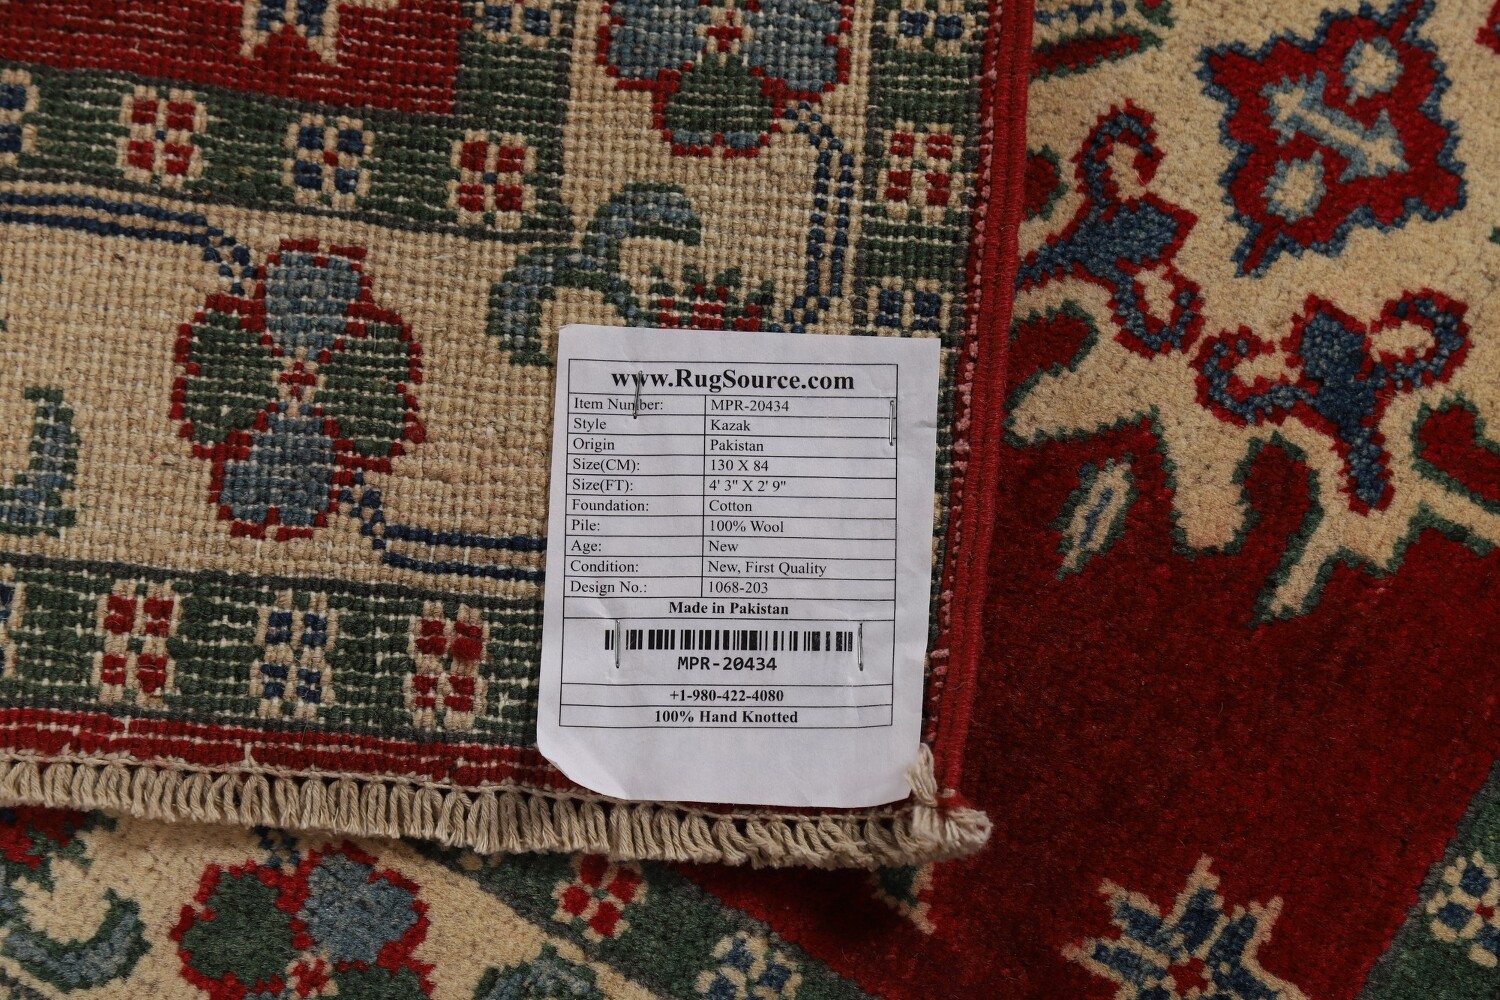 www.RugSource.com
Item Number: MPR-20434
Style Kazak
Origin Pakistan
Size(CM): 130 X 84
Size(FT): 4' 3" X 2' 9"
Foundation: Cotton
Pile: 100% Wool
Age: New
Condition: New, First Quality
Design No.: 1068-203
Made in Pakistan
MPR-20434
+1-980-422-4080
100% Hand Knotted